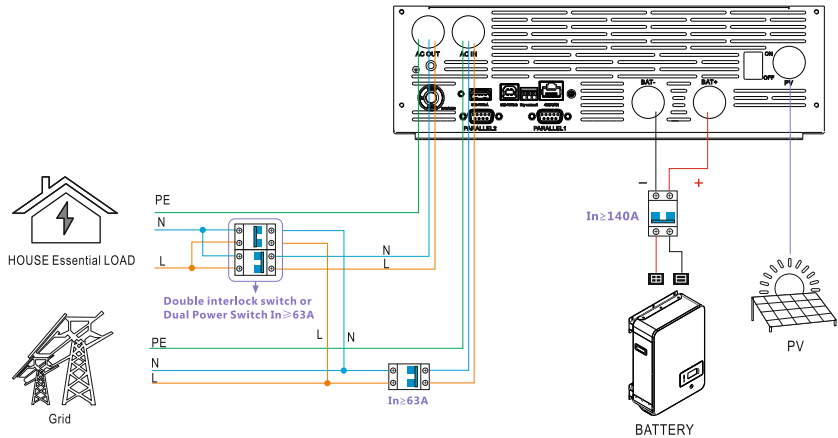 AC OUT
AC IN
ON
OFF
PV
BAT-
BAT+
PARALLEL2
PARALLEL1
PE
N
L
HOUSE Essential LOAD
N
L
Double interlock switch or
Dual Power Switch In≥63A
− +
In≥140A
L
N
PE
N
L
In≥63A
Grid
BATTERY
PV